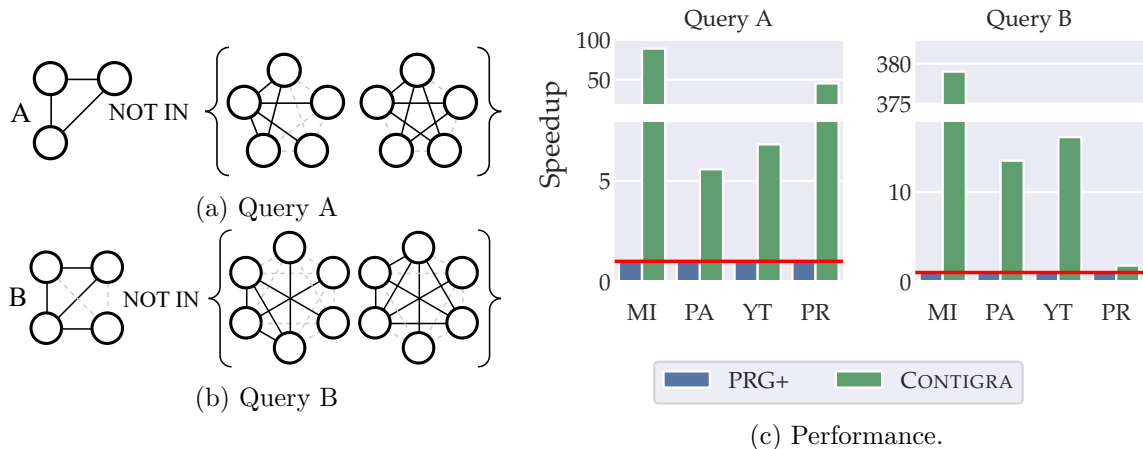 A NOT IN
(a) Query A
B NOT IN
(b) Query B
Query A
Query B
Speedup
100
50
5
0
380
375
10
0
MI PA YT PR
MI PA YT PR
PRG+ CONTIGRA
(c) Performance.